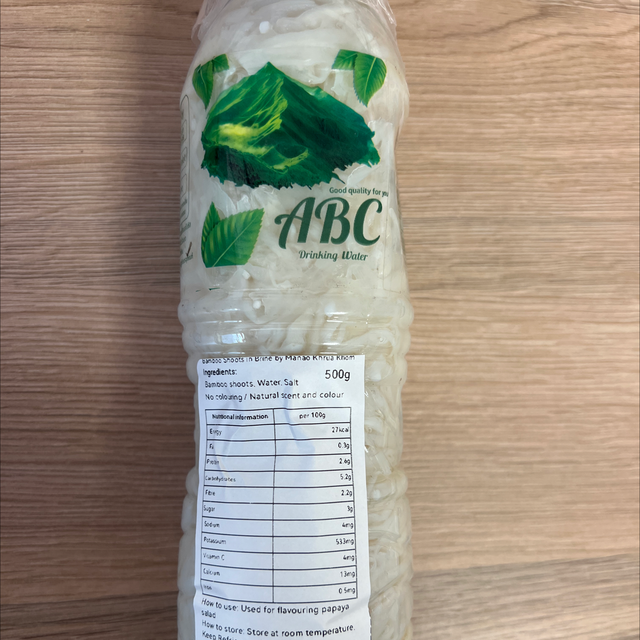 Good quality for you
ABC
Drinking Water
Bamboo Shoots in Brine by Manao Khrua Khom
Ingredients:
500g
Bamboo shoots, Water, Salt
No colouring / Natural scent and colour
Nutritional information per 100g
Enrgy 27kcal
Fat 0.3g
Protein 2.6g
Carbohydrates 5.2g
Fibre 2.2g
Sugar 3g
Sodium 4mg
Potassium 533mg
Vitamin C 4mg
Calcium 13mg
Iron 0.5mg
How to use: Used for flavouring papaya
salad
How to store: Store at room temperature.
Keep